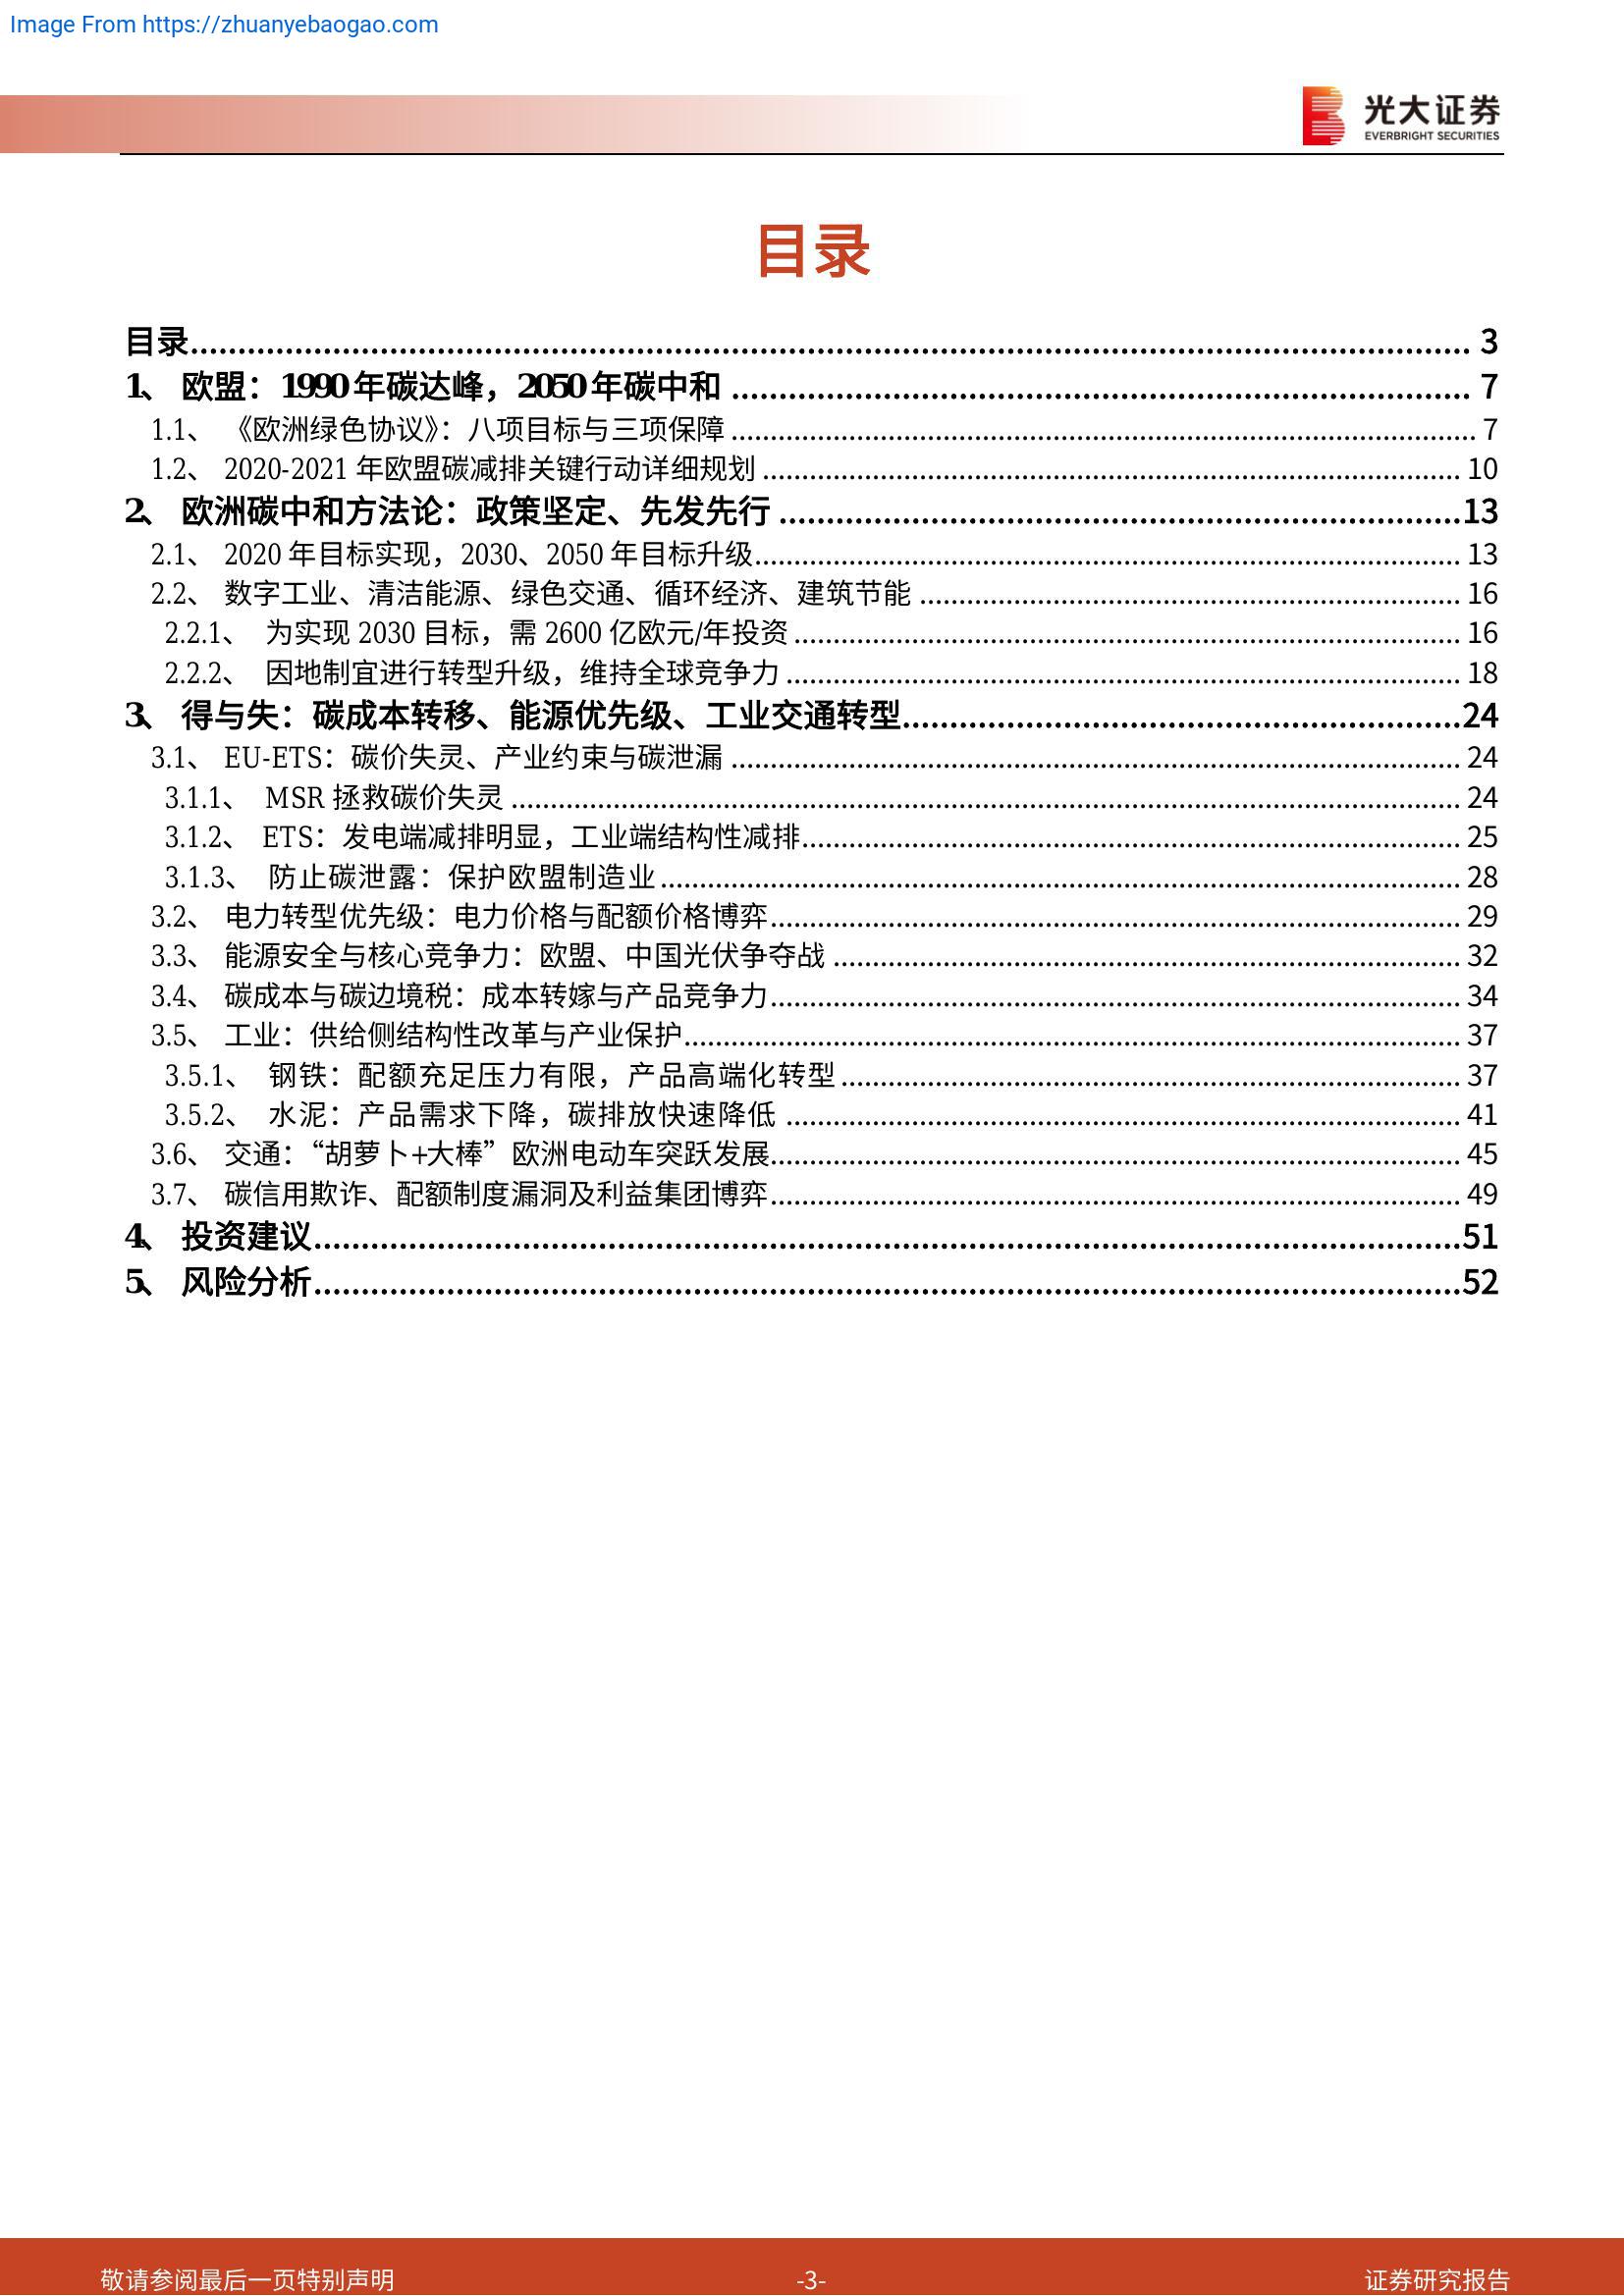 Image From https://zhuanyebaogao.com
光大证券
EVERBRIGHT SECURITIES
目录
目录 3
1、 欧盟：1990 年碳达峰，2050 年碳中和 7
1.1、 《欧洲绿色协议》：八项目标与三项保障 7
1.2、 2020-2021 年欧盟碳减排关键行动详细规划 10
2、 欧洲碳中和方法论：政策坚定、先发先行 13
2.1、 2020 年目标实现，2030、2050 年目标升级 13
2.2、 数字工业、清洁能源、绿色交通、循环经济、建筑节能 16
2.2.1、 为实现 2030 目标，需 2600 亿欧元/年投资 16
2.2.2、 因地制宜进行转型升级，维持全球竞争力 18
3、 得与失：碳成本转移、能源优先级、工业交通转型 24
3.1、 EU-ETS：碳价失灵、产业约束与碳泄漏 24
3.1.1、 MSR 拯救碳价失灵 24
3.1.2、 ETS：发电端减排明显，工业端结构性减排 25
3.1.3、 防止碳泄露：保护欧盟制造业 28
3.2、 电力转型优先级：电力价格与配额价格博弈 29
3.3、 能源安全与核心竞争力：欧盟、中国光伏争夺战 32
3.4、 碳成本与碳边境税：成本转嫁与产品竞争力 34
3.5、 工业：供给侧结构性改革与产业保护 37
3.5.1、 钢铁：配额充足压力有限，产品高端化转型 37
3.5.2、 水泥：产品需求下降，碳排放快速降低 41
3.6、 交通：“胡萝卜+大棒”欧洲电动车突跃发展 45
3.7、 碳信用欺诈、配额制度漏洞及利益集团博弈 49
4、 投资建议 51
5、 风险分析 52
敬请参阅最后一页特别声明 -3- 证券研究报告